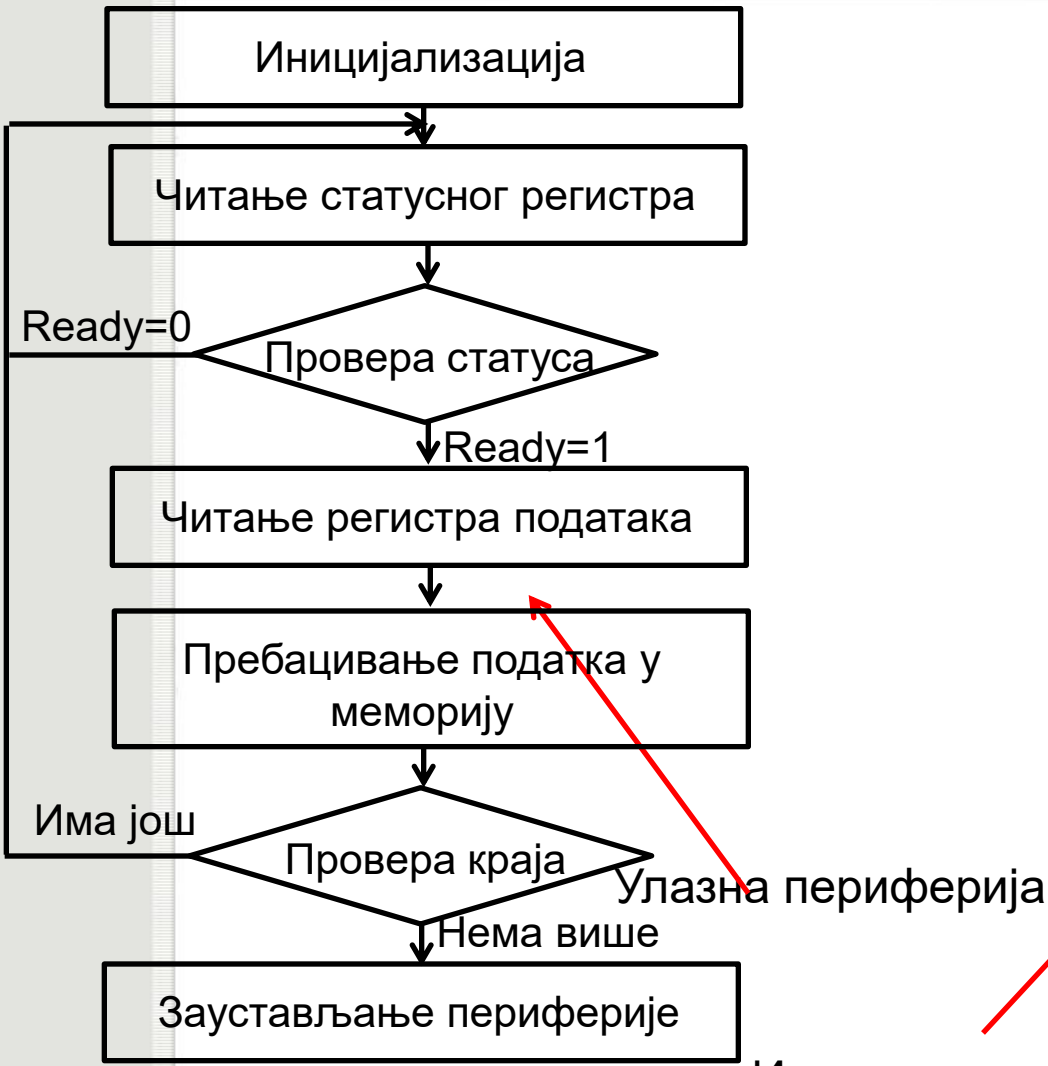 Иницијализација
Читање статусног регистра
Ready=0
Провера статуса
Ready=1
Читање регистра података
Пребацивање податка у
меморију
Има још
Провера краја
Улазна периферија
Нема више
Заустављање периферије